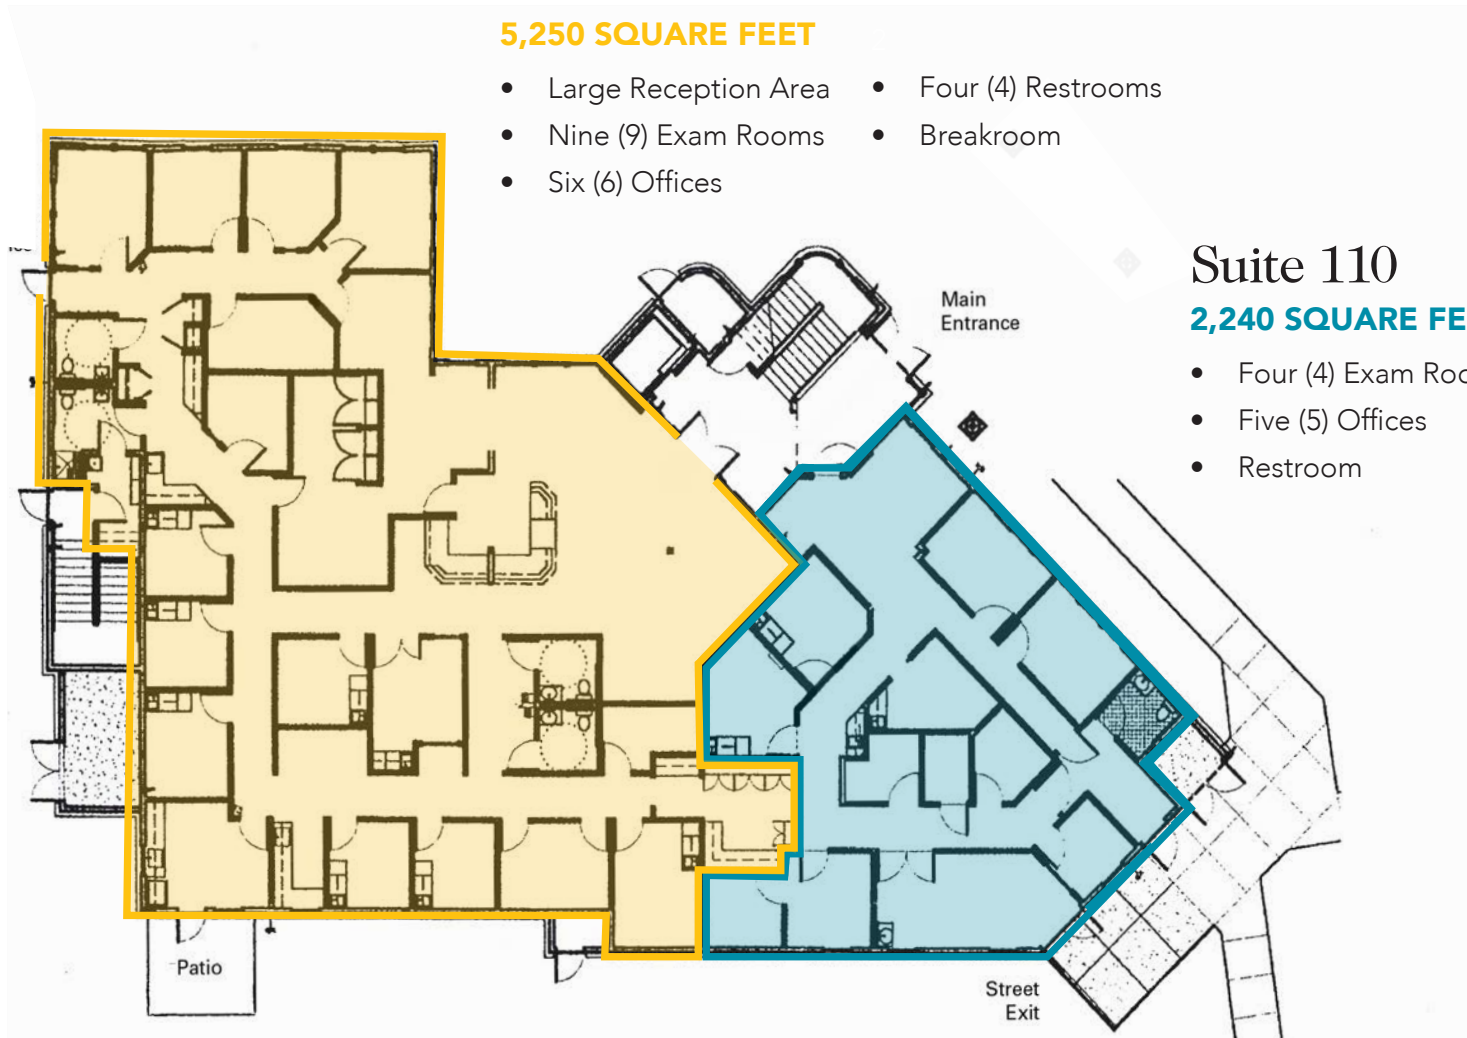 5,250 SQUARE FEET
• Large Reception Area
• Nine (9) Exam Rooms
• Six (6) Offices
• Four (4) Restrooms
• Breakroom
Suite 110
2,240 SQUARE FE
• Four (4) Exam Roo
• Five (5) Offices
• Restroom
Main
Entrance
Patio
Street
Exit